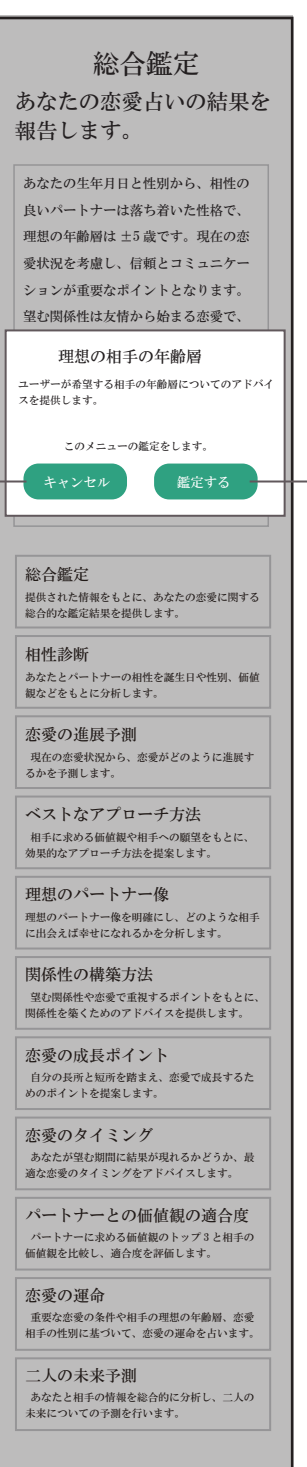 総合鑑定
あなたの恋愛占いの結果を
報告します。
あなたの生年月日と性別から、相性の
良いパートナーは落ち着いた性格で、
理想の年齢層は ±5 歳です。現在の恋
愛状況を考慮し、信頼とコミュニケー
ションが重要なポイントとなります。
望む関係性は友情から始まる恋愛で、
理想の相手の年齢層
ユーザーが希望する相手の年齢層についてのアドバイ
スを提供します。
このメニューの鑑定をします。
キャンセル
鑑定する
総合鑑定
提供された情報をもとに、あなたの恋愛に関する
総合的な鑑定結果を提供します。
相性診断
あなたとパートナーの相性を誕生日や性別、価値
観などをもとに分析します。
恋愛の進展予測
現在の恋愛状況から、恋愛がどのように進展す
るかを予測します。
ベストなアプローチ方法
相手に求める価値観や相手への願望をもとに、
効果的なアプローチ方法を提案します。
理想のパートナー像
理想のパートナー像を明確にし、どのような相手
に出会えば幸せになれるかを分析します。
関係性の構築方法
望む関係性や恋愛で重視するポイントをもとに、
関係性を築くためのアドバイスを提供します。
恋愛の成長ポイント
自分の長所と短所を踏まえ、恋愛で成長するた
めのポイントを提案します。
恋愛のタイミング
あなたが望む期間に結果が現れるかどうか、最
適な恋愛のタイミングをアドバイスします。
パートナーとの価値観の適合度
パートナーに求める価値観のトップ 3 と相手の
価値観を比較し、適合度を評価します。
恋愛の運命
重要な恋愛の条件や相手の理想の年齢層、恋愛
相手の性別に基づいて、恋愛の運命を占います。
二人の未来予測
あなたと相手の情報を総合的に分析し、二人の
未来についての予測を行います。